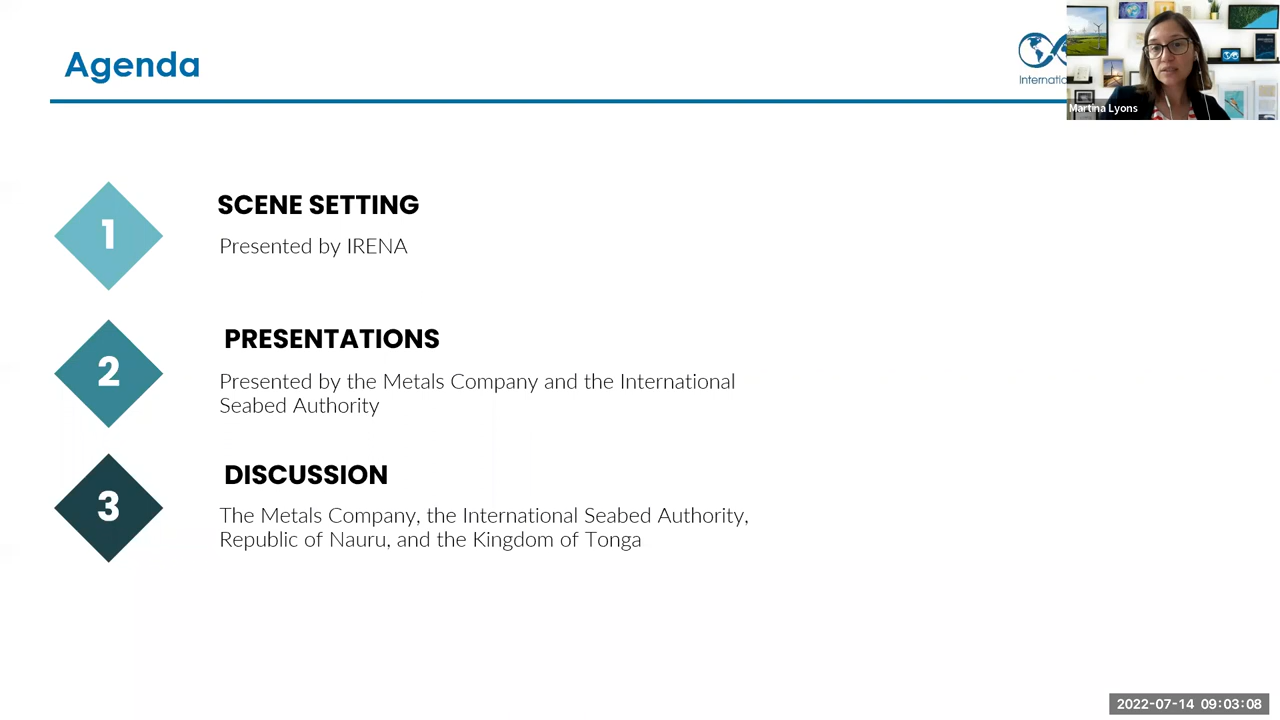 Agenda
Internatio
Martina Lyons
1
SCENE SETTING
Presented by IRENA
2
PRESENTATIONS
Presented by the Metals Company and the International
Seabed Authority
3
DISCUSSION
The Metals Company, the International Seabed Authority,
Republic of Nauru, and the Kingdom of Tonga
2022-07-14 09:03:08